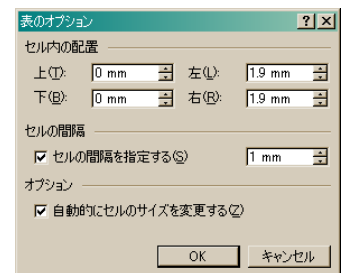 表のオプション
セル内の配置
上(T): 0 mm 左(L): 1.9 mm
下(B): 0 mm 右(R): 1.9 mm
セルの間隔
セルの間隔を指定する(S) 1 mm
オプション
自動的にセルのサイズを変更する(Z)
OK キャンセル